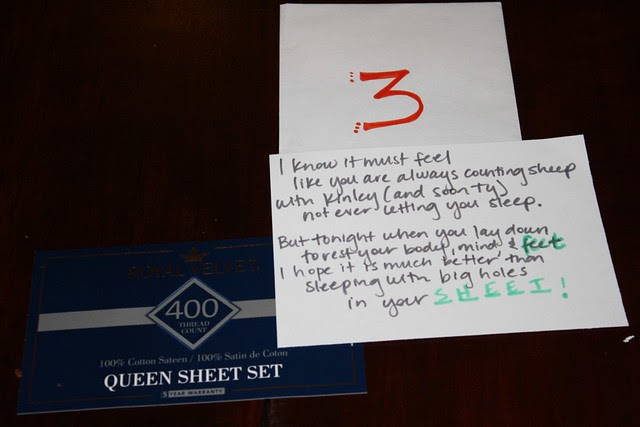 3
I know it must feel
like you are always counting sheep
with Kinley (and soon Ty)
not ever letting you sleep.
But tonight when you lay down
to rest your body, mind & feet
I hope it is much better than
sleeping with big holes
in your SHEET!
ROYAL VELVET
400
THREAD
COUNT
100% Cotton Sateen / 100% Satin de Coton
QUEEN SHEET SET
YEAR WARRANTY